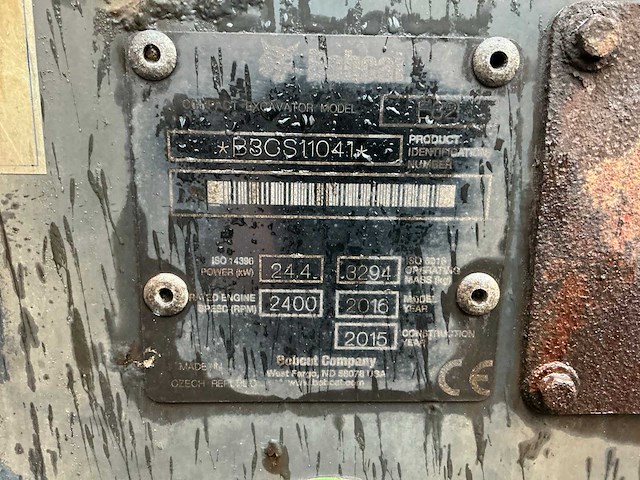 Bobcat
COMPACT EXCAVATOR MODEL E32
*B3CS11041*
PRODUCT
IDENTIFICATION
NUMBER
ISO 14396
POWER (kW) 24.4
3294 ISO 6016
OPERATING
MASS (kg)
RATED ENGINE
SPEED (RPM) 2400
2016 MODEL
YEAR
2015 CONSTRUCTION
YEAR
MADE IN
CZECH REPUBLIC
Bobcat Company
West Fargo, ND 58078 USA
www.bobcat.com
CE